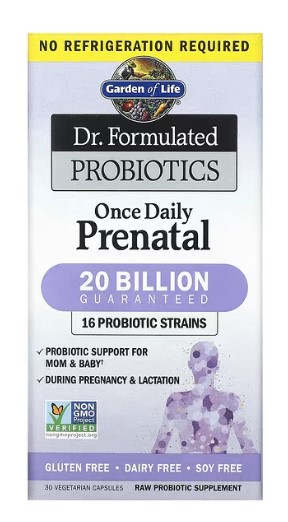 NO REFRIGERATION REQUIRED
Garden of Life
Dr. Formulated
PROBIOTICS
Once Daily
Prenatal
20 BILLION
GUARANTEED
16 PROBIOTIC STRAINS
✓ PROBIOTIC SUPPORT FOR
MOM & BABY†
✓ DURING PREGNANCY & LACTATION
NON
GMO
Project
VERIFIED
nongmoproject.org
GLUTEN FREE • DAIRY FREE • SOY FREE
30 VEGETARIAN CAPSULES RAW PROBIOTIC SUPPLEMENT